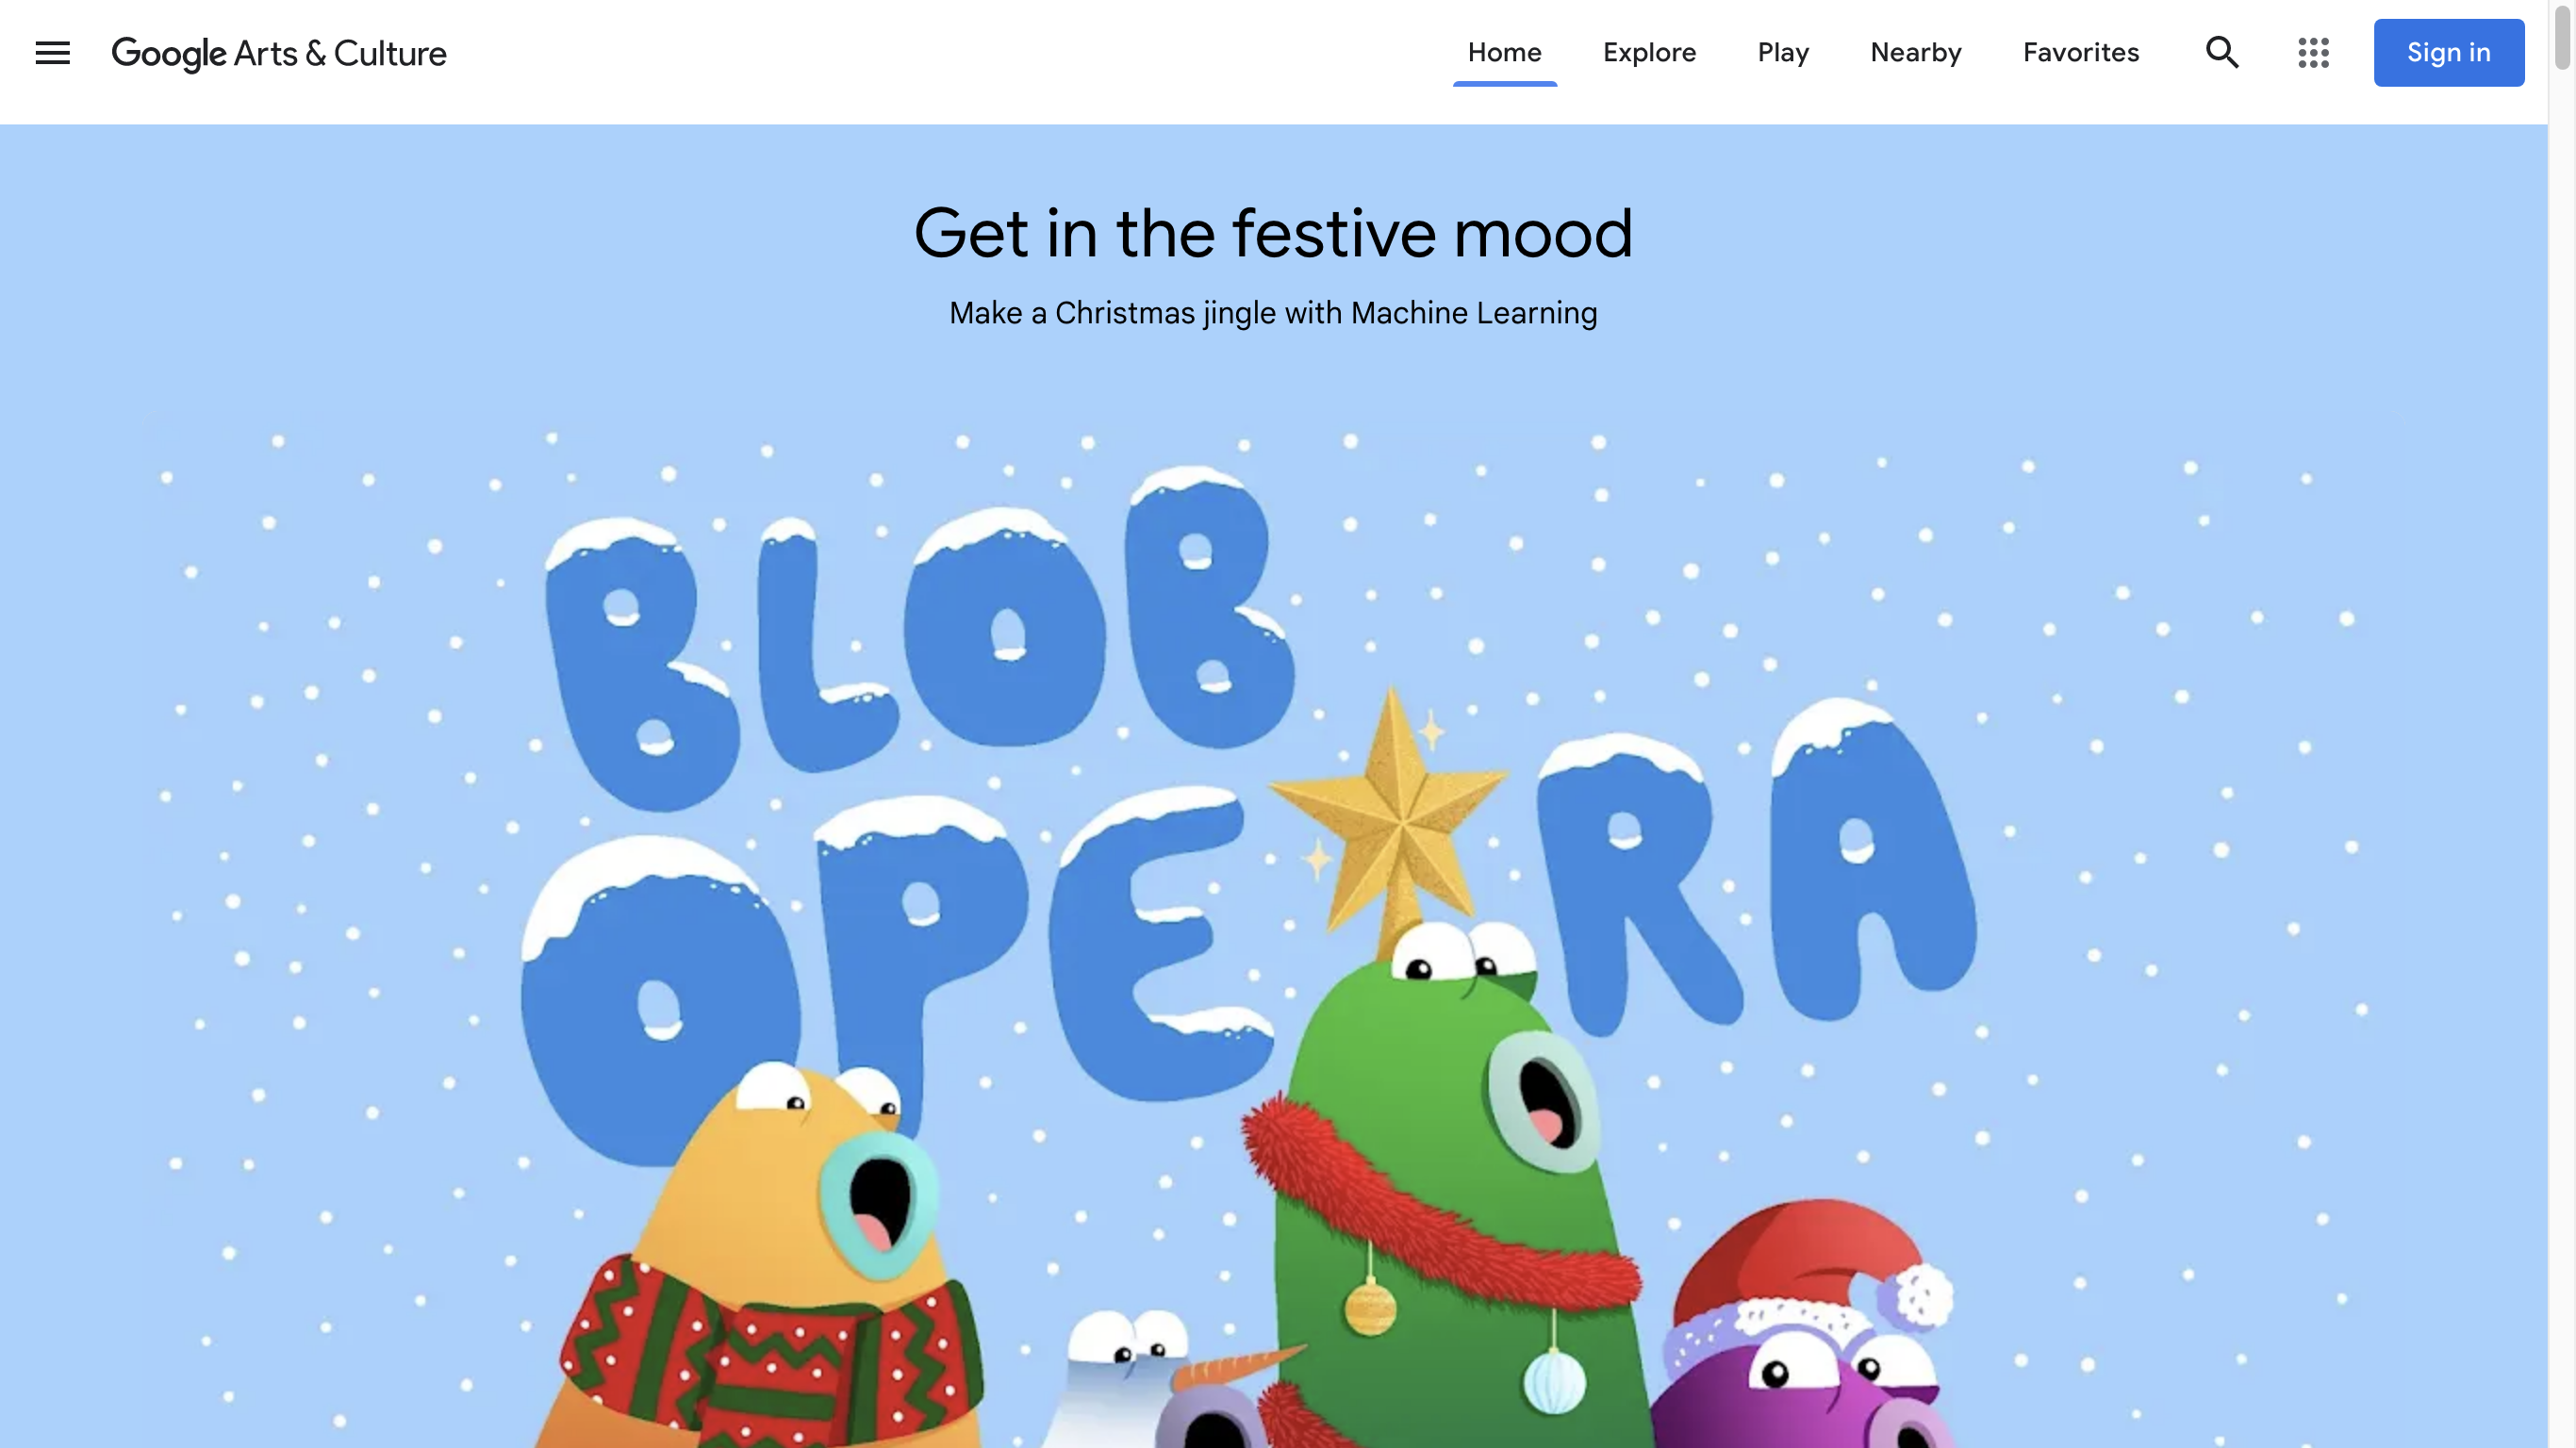 Google Arts & Culture
Home Explore Play Nearby Favorites Sign in
Get in the festive mood
Make a Christmas jingle with Machine Learning
BLOB
OPERA